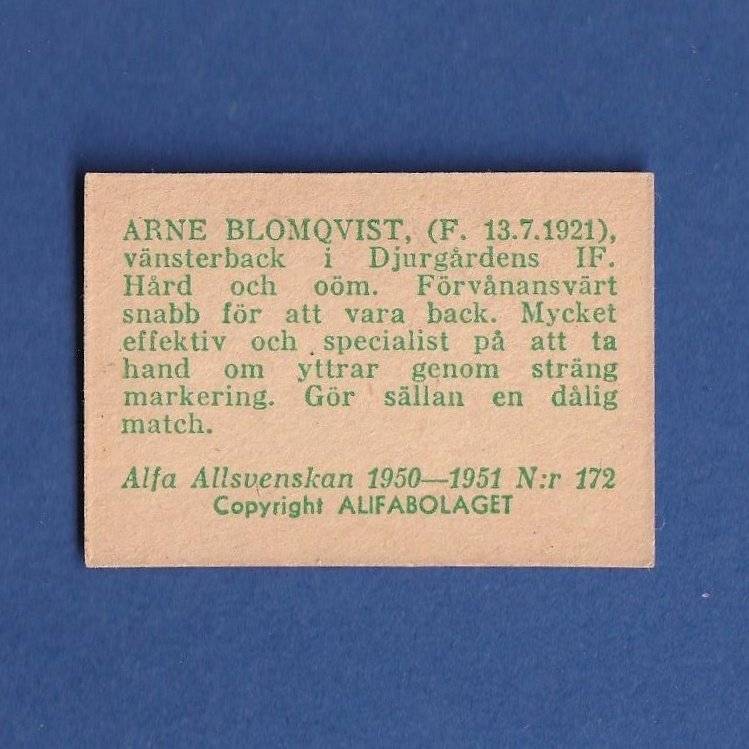 ARNE BLOMQVIST, (F. 13.7.1921),
vänsterback i Djurgårdens IF.
Hård och oöm. Förvånansvärt
snabb för att vara back. Mycket
effektiv och specialist på att ta
hand om yttrar genom sträng
markering. Gör sällan en dålig
match.
Alfa Allsvenskan 1950—1951 N:r 172
Copyright ALIFABOLAGET